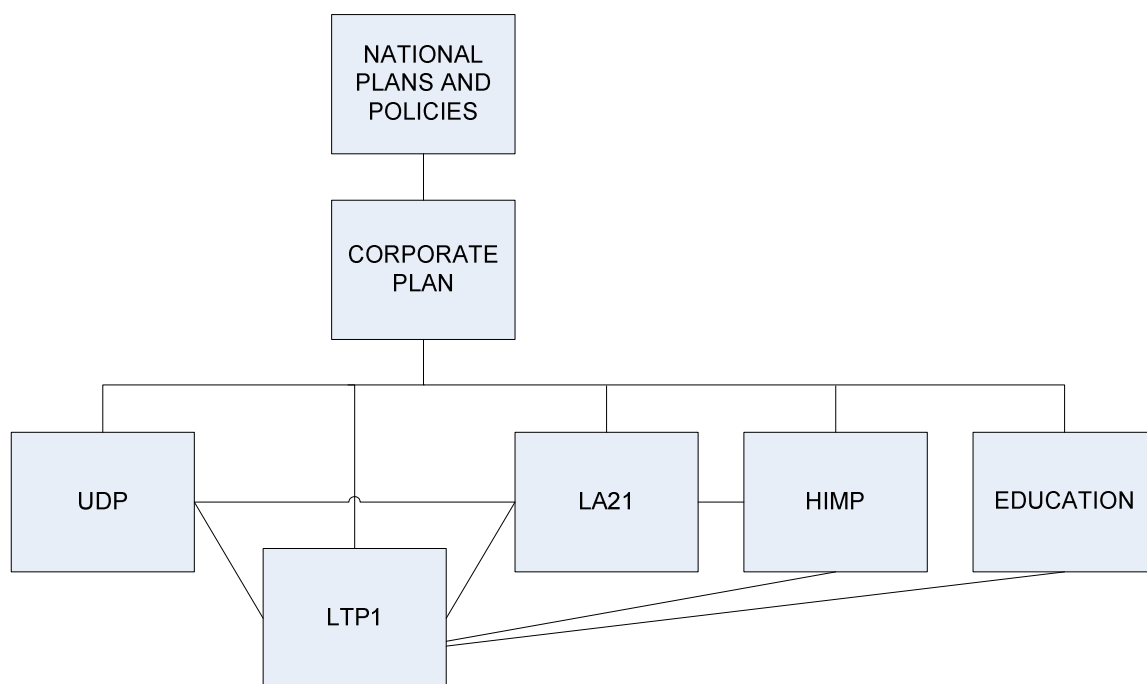 NATIONAL
PLANS AND
POLICIES
CORPORATE
PLAN
UDP
LA21
HIMP
EDUCATION
LTP1